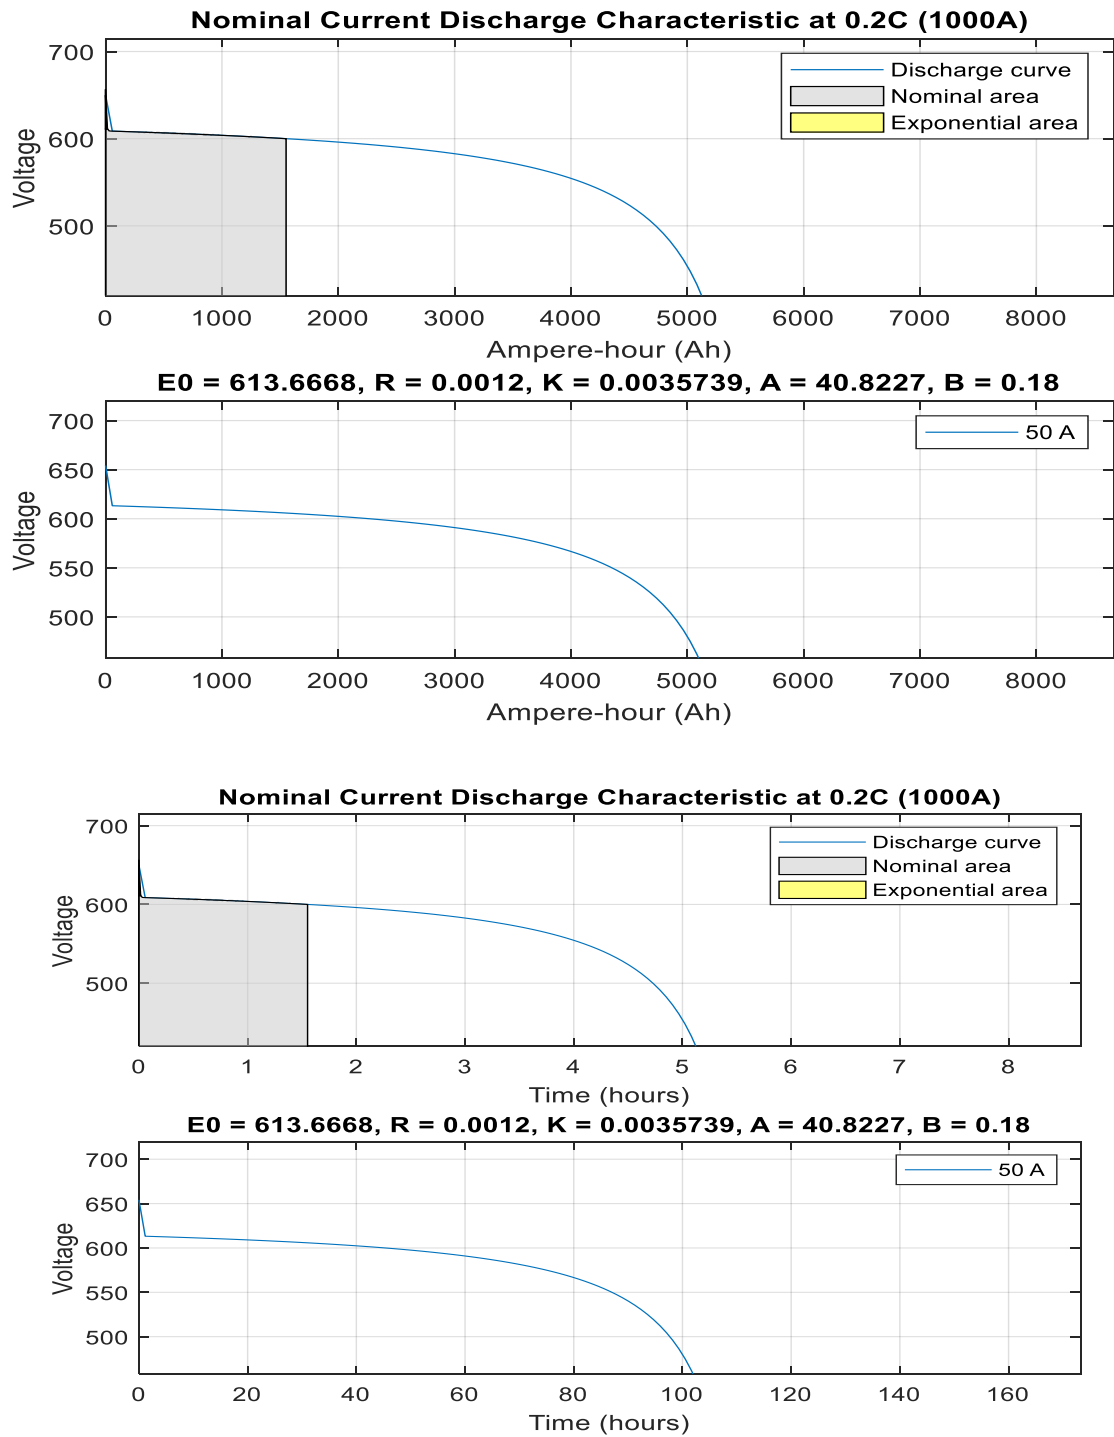 Nominal Current Discharge Characteristic at 0.2C (1000A)
700
600
500
Voltage
Discharge curve
Nominal area
Exponential area
0 1000 2000 3000 4000 5000 6000 7000 8000
Ampere-hour (Ah)
E0 = 613.6668, R = 0.0012, K = 0.0035739, A = 40.8227, B = 0.18
700
650
600
550
500
Voltage
50 A
0 1000 2000 3000 4000 5000 6000 7000 8000
Ampere-hour (Ah)
Nominal Current Discharge Characteristic at 0.2C (1000A)
700
600
500
Voltage
Discharge curve
Nominal area
Exponential area
0 1 2 3 4 5 6 7 8
Time (hours)
E0 = 613.6668, R = 0.0012, K = 0.0035739, A = 40.8227, B = 0.18
700
650
600
550
500
Voltage
50 A
0 20 40 60 80 100 120 140 160
Time (hours)